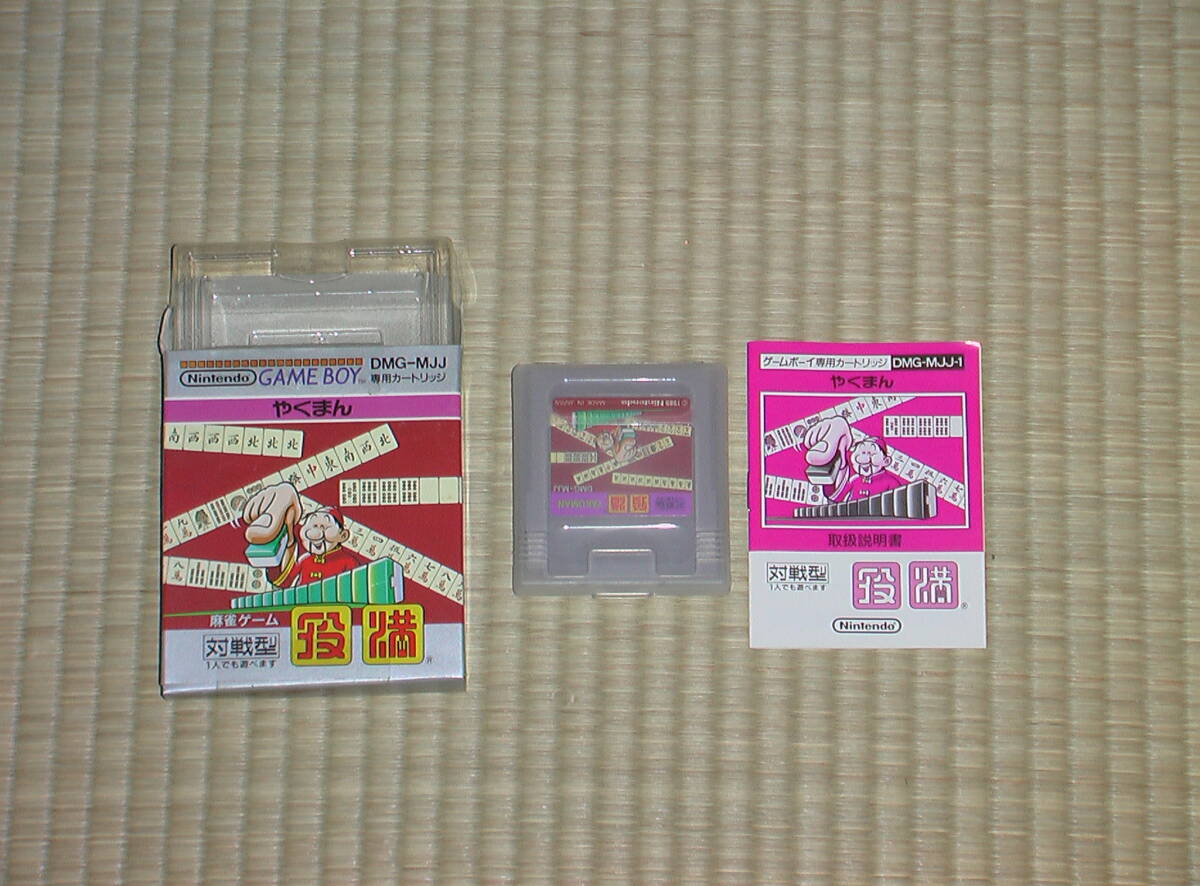 DMG-MJJ
Nintendo GAME BOY™ 専用カートリッジ
やくまん
南 西 西 西 北 北 北
中 東 南 西 北
麻雀ゲーム
対戦型
1人でも遊べます
役満®
© 1989 Nintendo MADE IN JAPAN
DMG-MJJ
YAKUMAN 役満 対戦型
ゲームボーイ専用カートリッジ DMG-MJJ-1
やくまん
取扱説明書
対戦型
1人でも遊べます
役満®
Nintendo